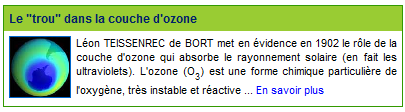 Le "trou" dans la couche d'ozone
Léon TEISSENREC de BORT met en évidence en 1902 le rôle de la
couche d'ozone qui absorbe le rayonnement solaire (en fait les
ultraviolets). L'ozone (O3) est une forme chimique particulière de
l'oxygène, très instable et réactive ... En savoir plus